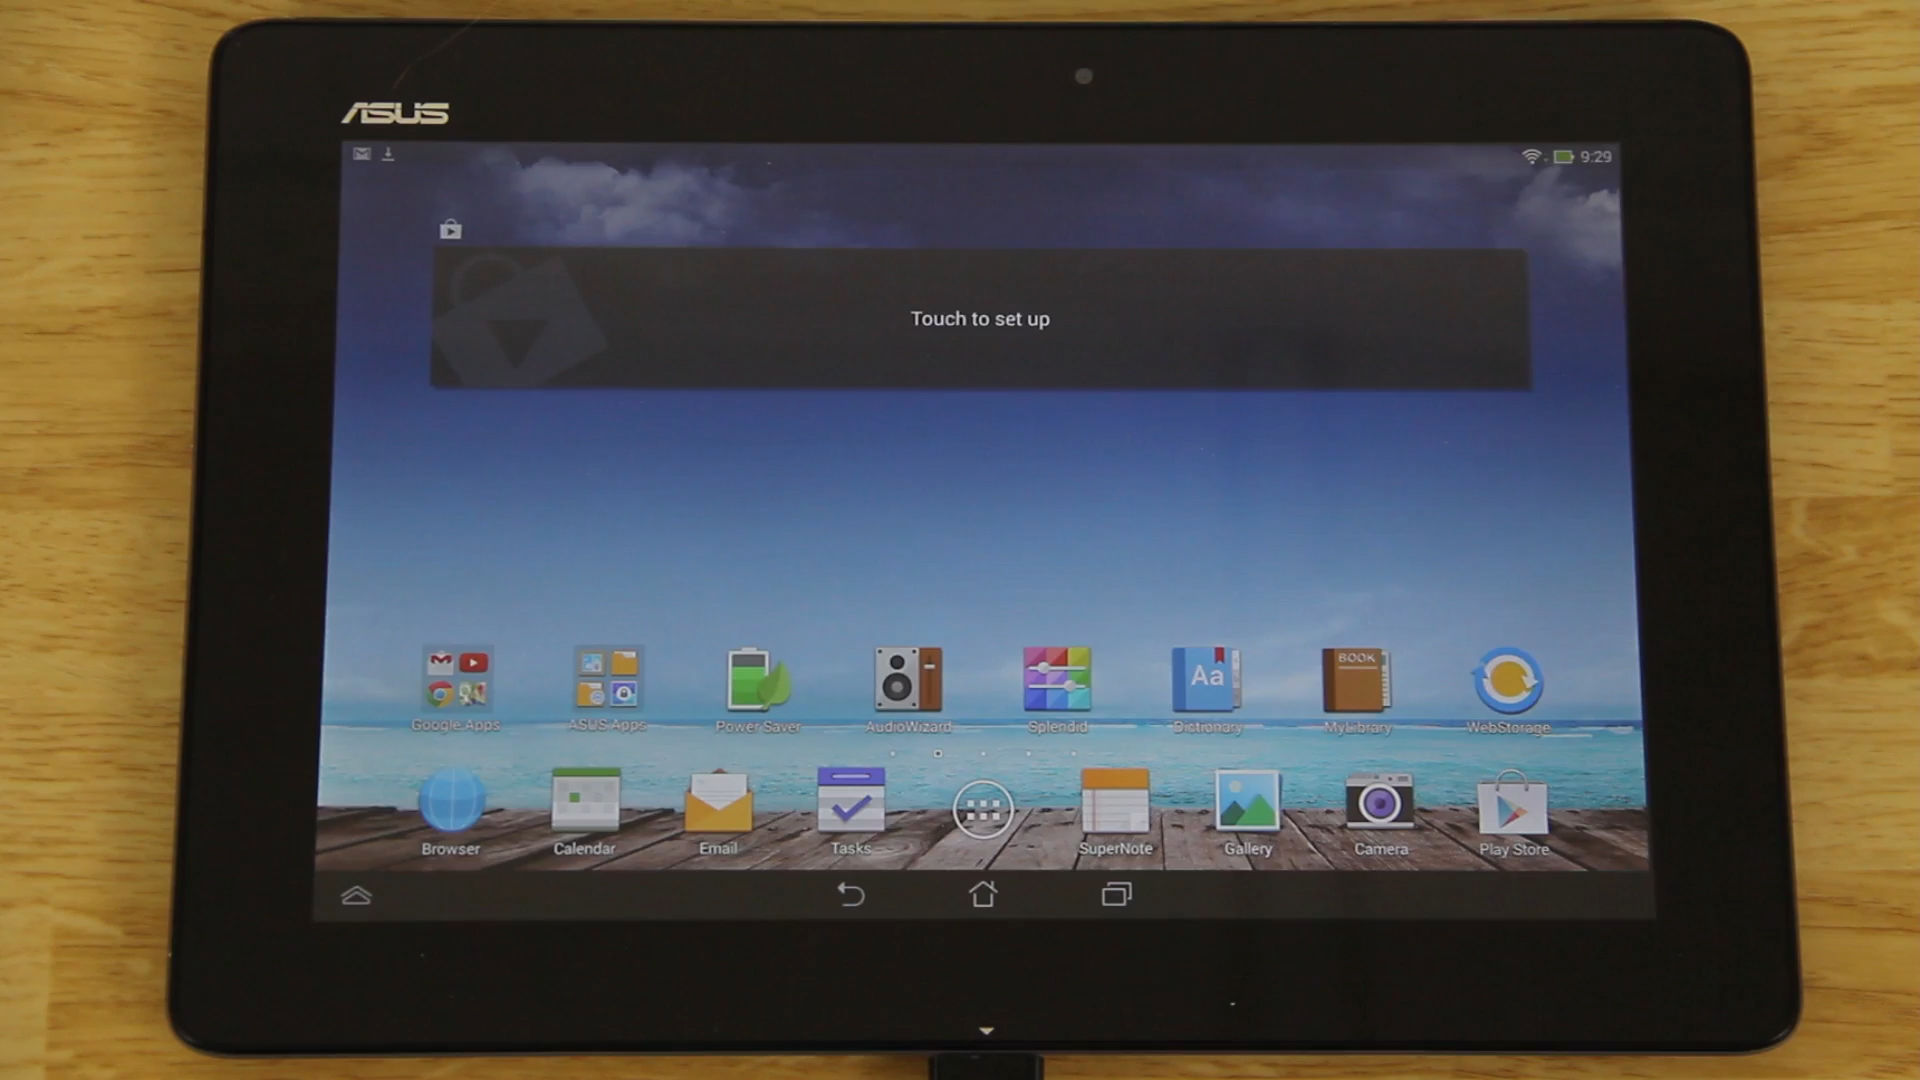 ASUS
9:29
Touch to set up
Google Apps
ASUS Apps
Power Saver
AudioWizard
Splendid
Aa
Dictionary
BOOK
MyLibrary
WebStorage
Browser
Calendar
Email
Tasks
SuperNote
Gallery
Camera
Play Store